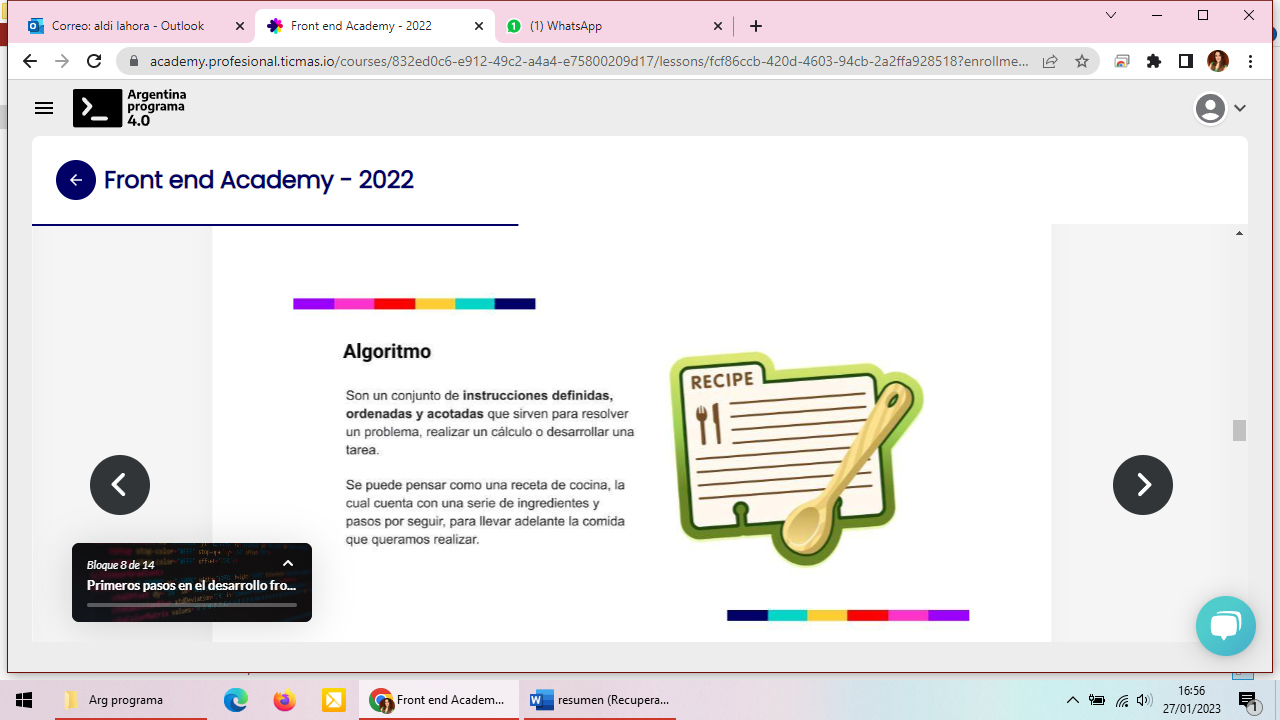 Correo: aldi lahora - Outlook
Front end Academy - 2022
(1) WhatsApp
academy.profesional.ticmas.io/courses/832ed0c6-e912-4967-a4a4-e75800209d17/lessons/fcf86ccb-420d-4603-94cb-2a2ffa928518?enrollme...
Argentina
programa
4.0
Front end Academy - 2022
Algoritmo
Son un conjunto de instrucciones definidas,
ordenadas y acotadas que sirven para resolver
un problema, realizar un cálculo o desarrollar una
tarea.
Se puede pensar como una receta de cocina, la
cual cuenta con una serie de ingredientes y
pasos por seguir, para llevar adelante la comida
que queramos realizar.
RECIPE
Bloque 8 de 14
Primeros pasos en el desarrollo fro...
Arg programa
Front end Academ...
resumen (Recupera...
16:56
27/01/2023
1